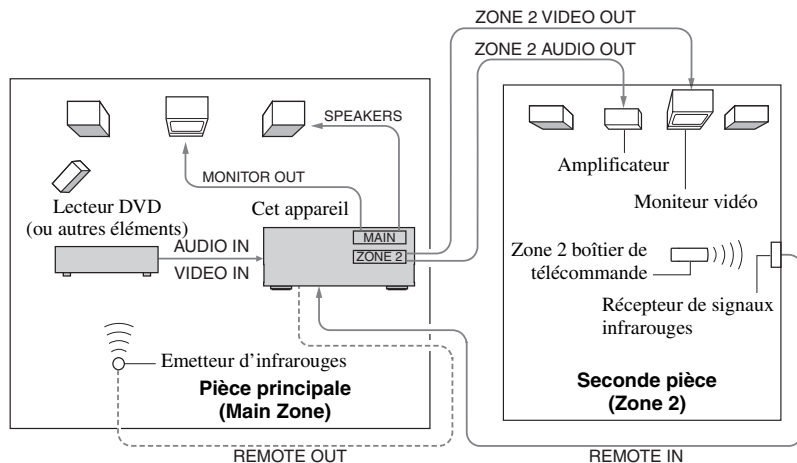 ZONE 2 VIDEO OUT
ZONE 2 AUDIO OUT
SPEAKERS
MONITOR OUT
Lecteur DVD
(ou autres éléments)
Cet appareil
AUDIO IN
VIDEO IN
MAIN
ZONE 2
Emetteur d’infrarouges
Pièce principale
(Main Zone)
REMOTE OUT
Amplificateur
Moniteur vidéo
Zone 2 boîtier de
télécommande
Récepteur de signaux
infrarouges
Seconde pièce
(Zone 2)
REMOTE IN